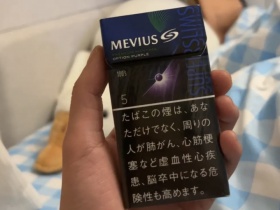 MEVIUS
OPTION PURPLE
5
たばこの煙は、あな
ただけでなく、周りの
人が肺がん、心筋梗
塞など虚血性心疾
患、脳卒中になる危
険性も高めます。